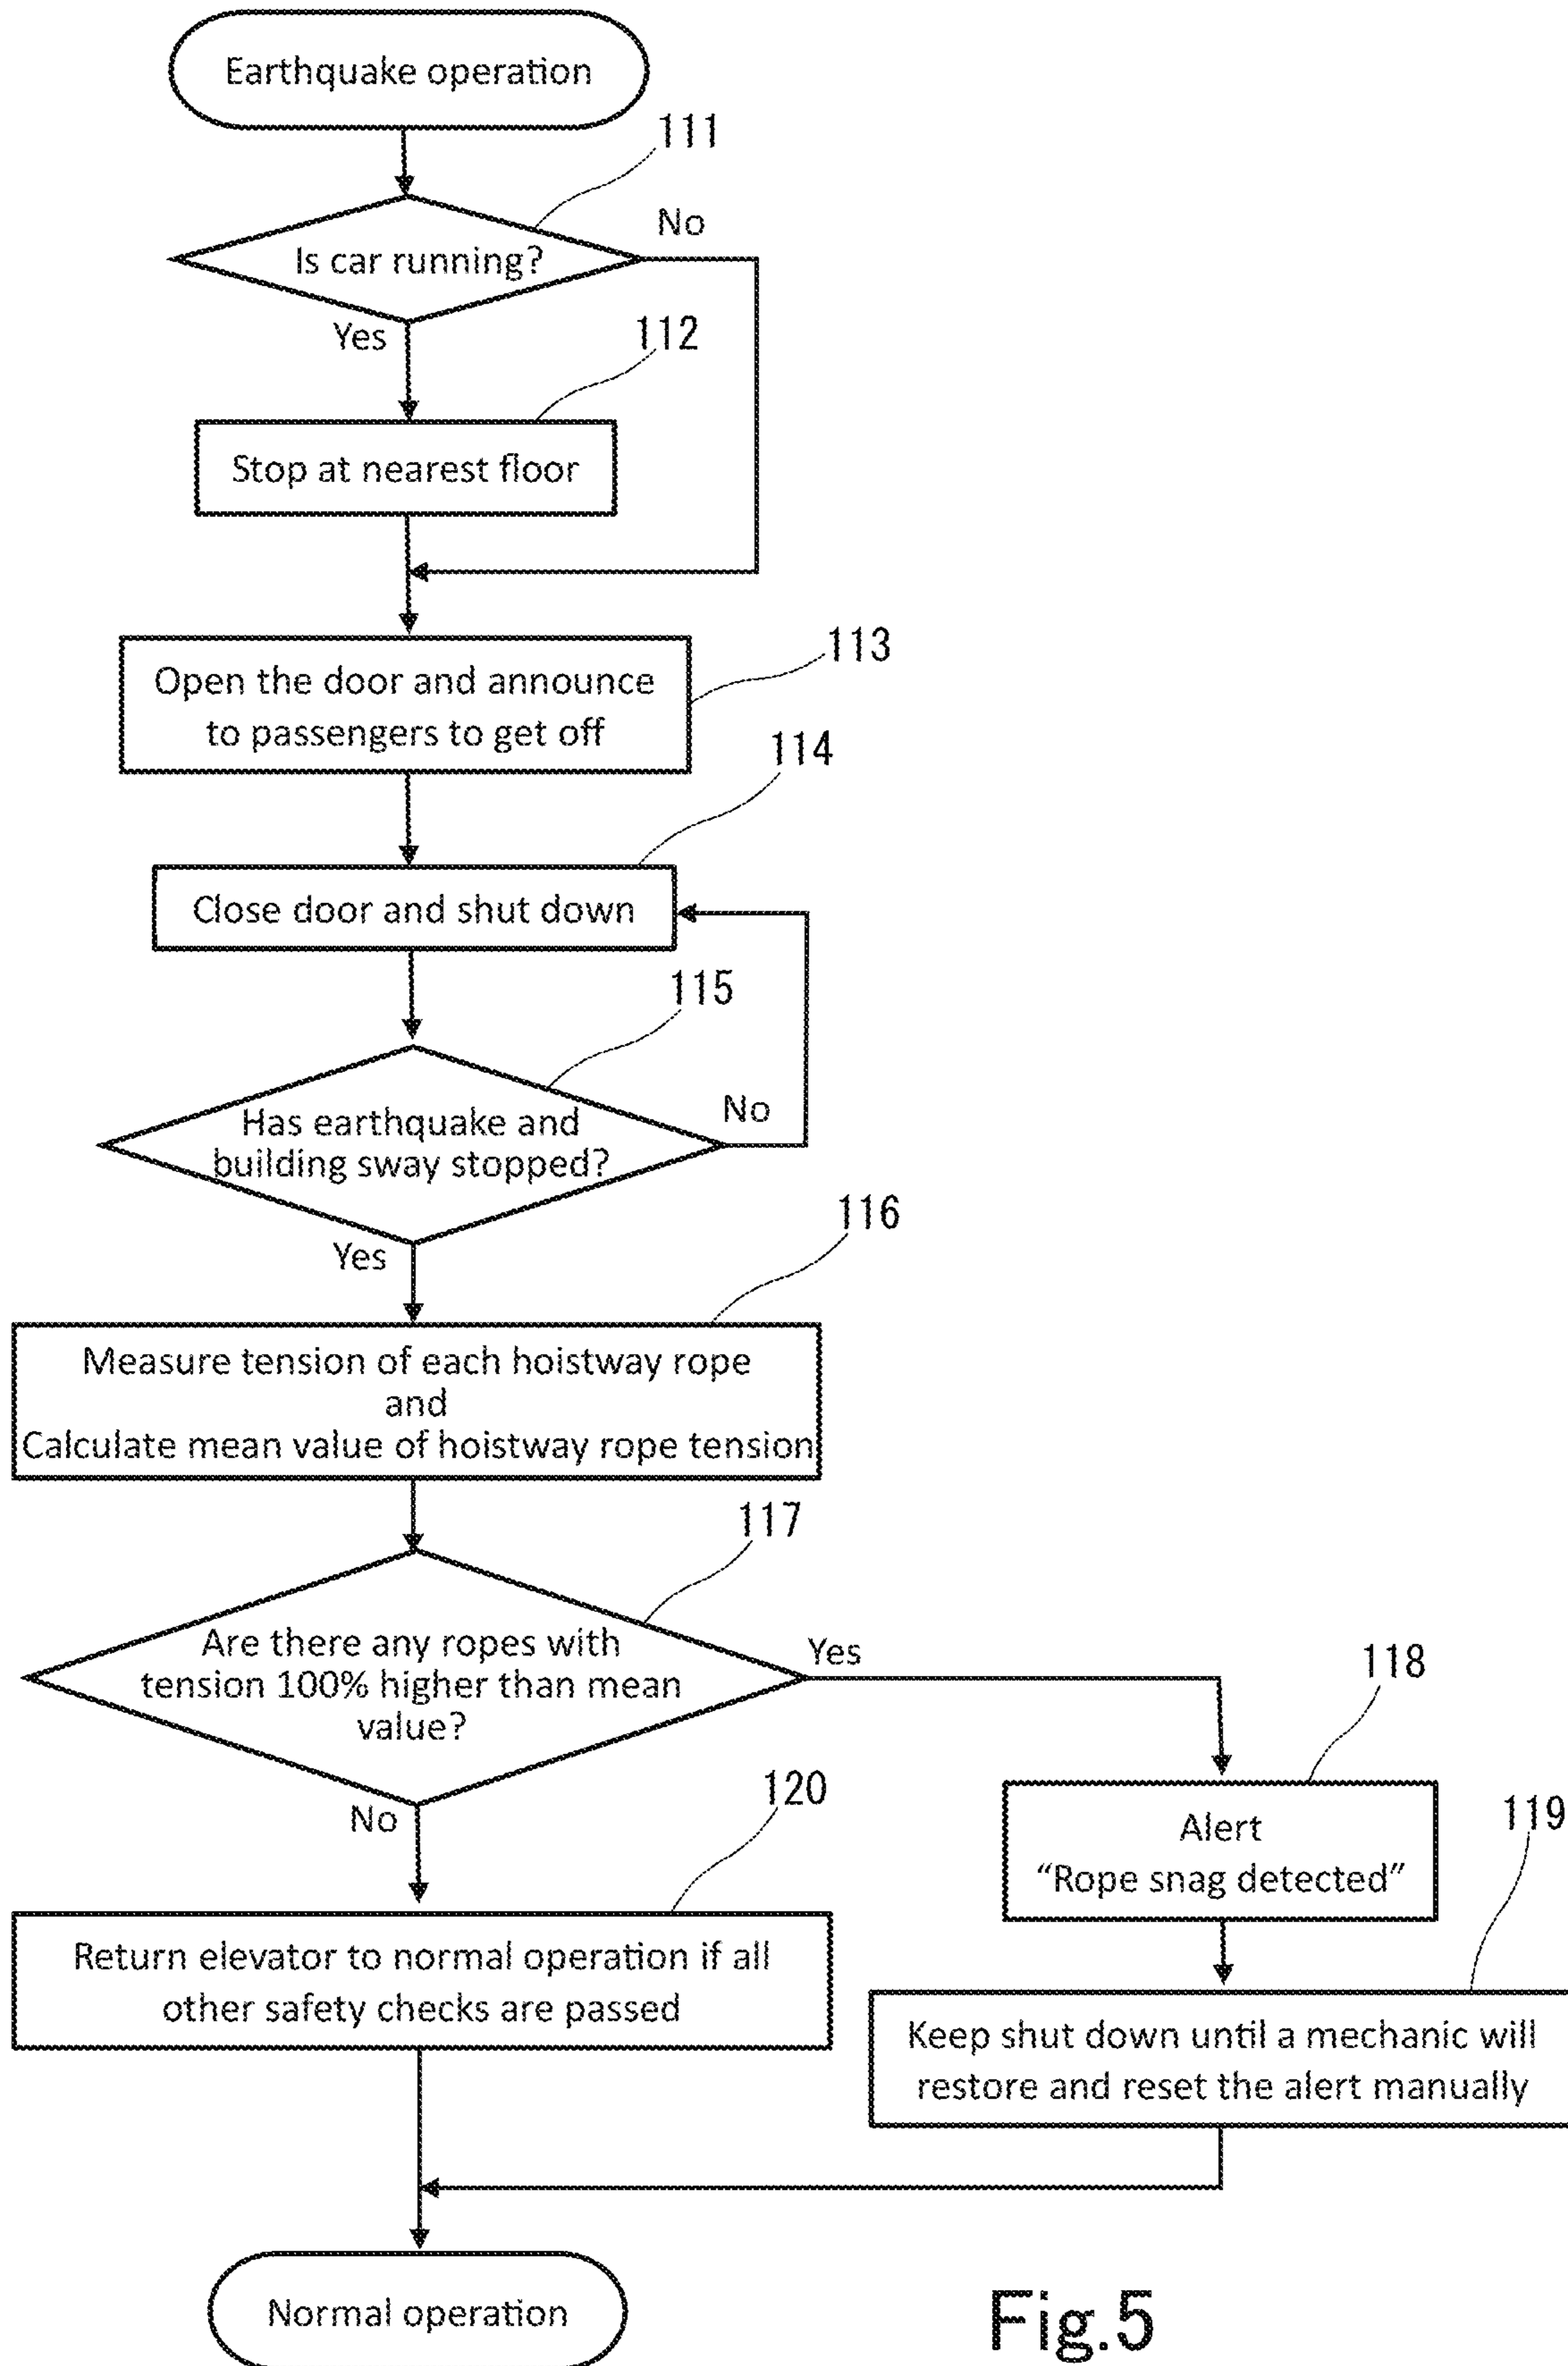 Earthquake operation
111
Is car running?
No
Yes
112
Stop at nearest floor
113
Open the door and announce
to passengers to get off
114
Close door and shut down
115
Has earthquake and
building sway stopped?
No
Yes
116
Measure tension of each hoistway rope
and
Calculate mean value of hoistway rope tension
117
Are there any ropes with
tension 100% higher than mean
value?
Yes
No
118
Alert
“Rope snag detected”
119
Keep shut down until a mechanic will
restore and reset the alert manually
120
Return elevator to normal operation if all
other safety checks are passed
Normal operation
Fig.5